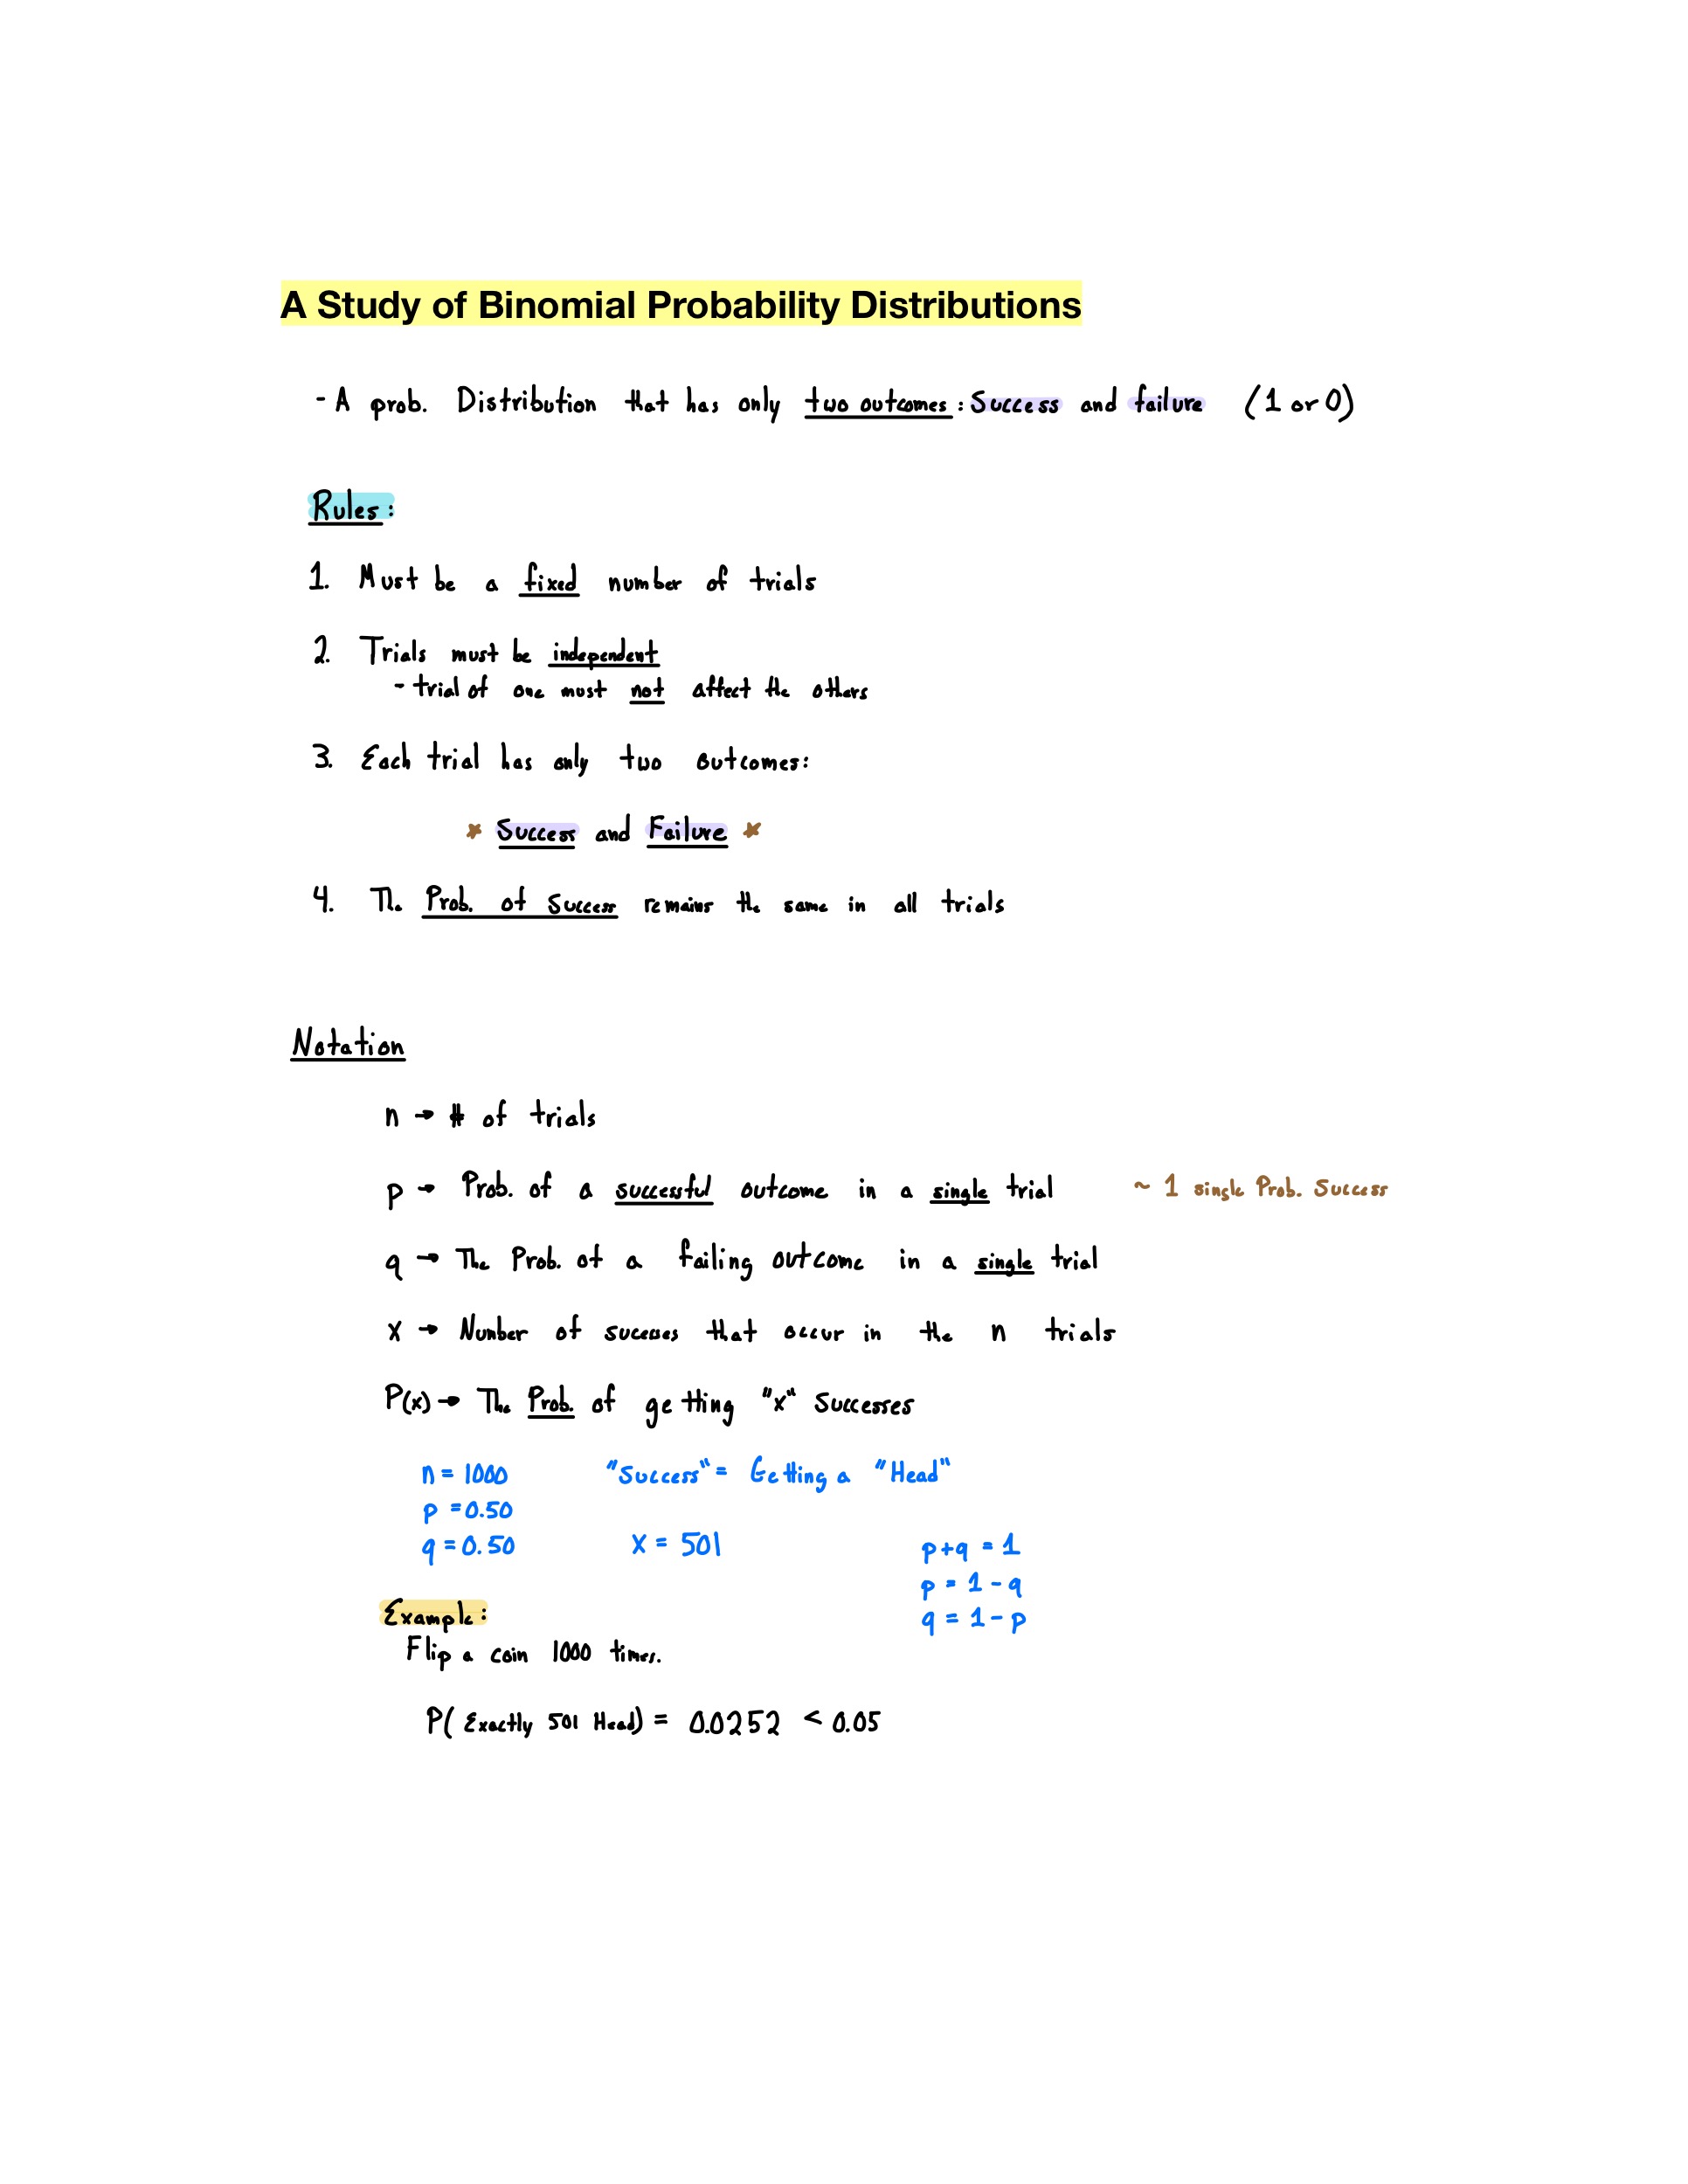 A Study of Binomial Probability Distributions
- A prob. Distribution that has only two outcomes: Success and failure (1 or 0)
Rules:
1. Must be a fixed number of trials
2. Trials must be independent
- trial of one must not affect the others
3. Each trial has only two outcomes:
* Success and Failure *
4. The Prob. of Success remains the same in all trials
Notation
n → # of trials
p → Prob. of a successful outcome in a single trial ~ 1 single Prob. Success
q → The Prob. of a failing outcome in a single trial
x → Number of sucesses that occur in the n trials
P(x) → The Prob. of getting "x" Successes
n = 1000 "Success" = Getting a "Head"
p = 0.50
q = 0.50 x = 501 p+q = 1
p = 1 - q
q = 1 - p
Example:
Flip a coin 1000 times.
P( Exactly 501 Head) = 0.0252 < 0.05